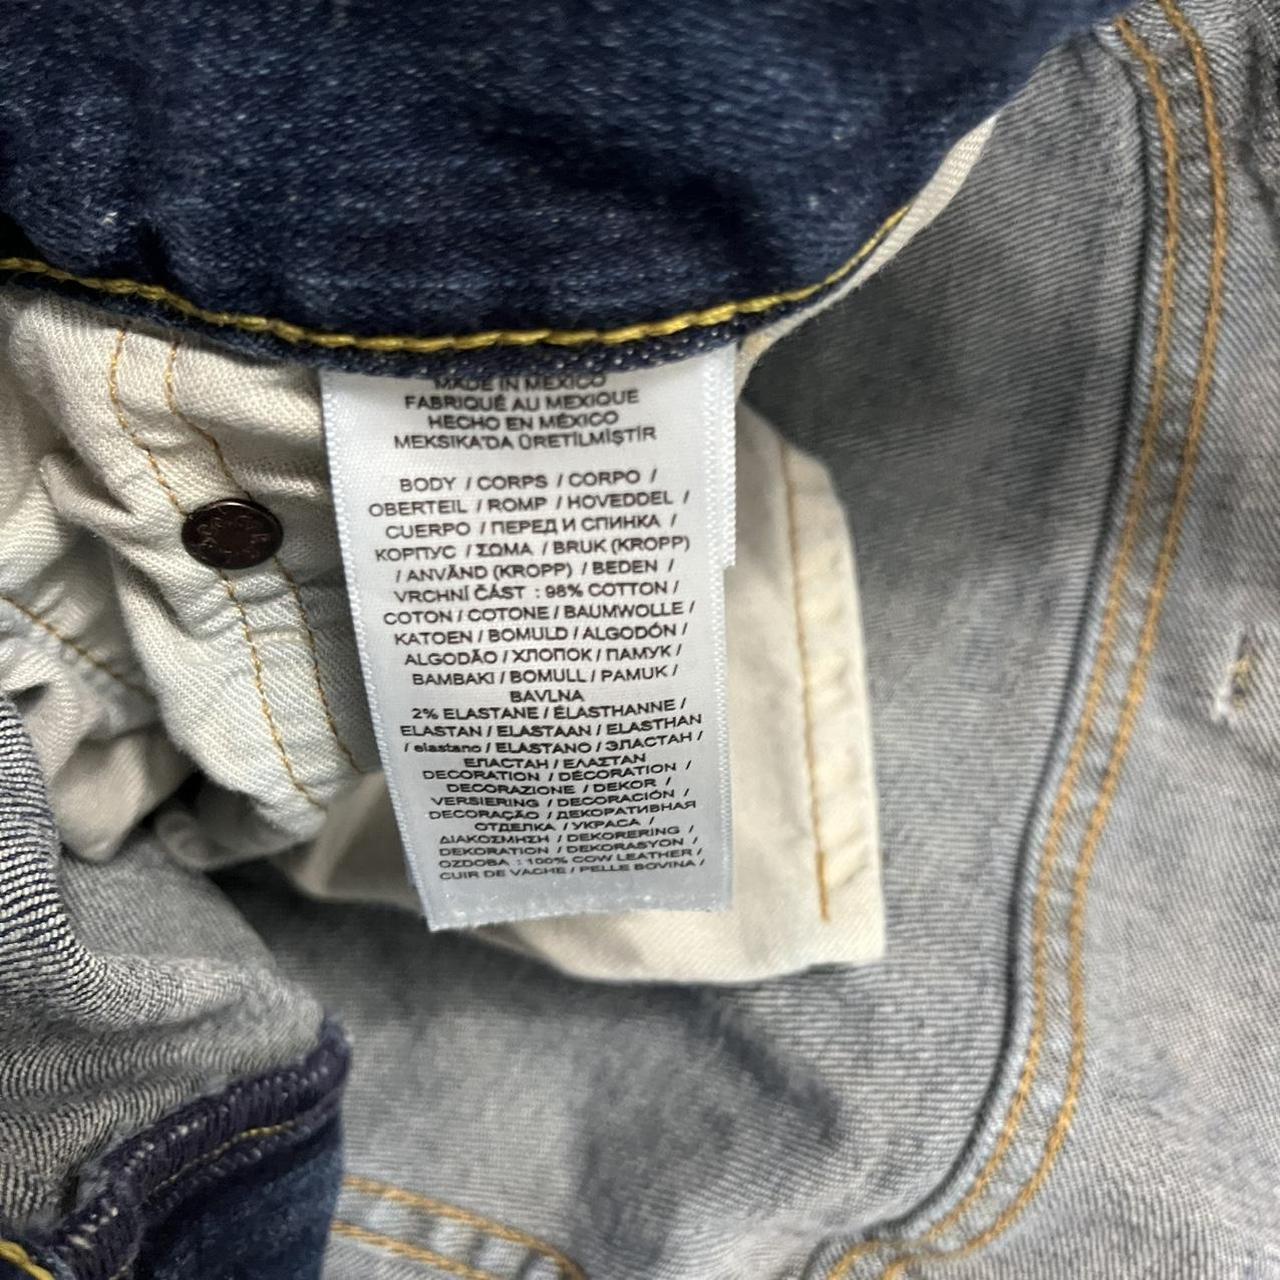 MADE IN MEXICO
FABRIQUÉ AU MEXIQUE
HECHO EN MÉXICO
MEKSIKA'DA ÜRETİLMİŞTİR
BODY / CORPS / CORPO /
OBERTEIL / ROMP / HOVEDDEL /
CUERPO / ПЕРЕД И СПИНКА /
КОРПУС / ΣΩΜΑ / BRUK (KROPP)
/ ANVÄND (KROPP) / BEDEN /
VRCHNÍ ČÁST : 98% COTTON /
COTON / COTONE / BAUMWOLLE /
KATOEN / BOMULD / ALGODÓN /
ALGODÃO / ХЛОПОК / ПАМУК /
BAMBAKI / BOMULL / PAMUK /
BAVLNA
2% ELASTANE / ÉLASTHANNE /
ELASTAN / ELASTAAN / ELASTHAN
/ elastano / ELASTANO / ЭЛАСТАН /
ЕЛАСТАН / ΕΛΑΣΤΑΝ
DECORATION / DÉCORATION /
DECORAZIONE / DEKOR /
VERSIERING / DECORACIÓN /
DECORAÇÃO / ДЕКОРАТИВНАЯ
ОТДЕЛКА / УКРАСА /
ΔΙΑΚΟΣΜΗΣΗ / DEKORERING /
DEKORATION / DEKORASYON /
OZDOBA : 100% COW LEATHER /
CUIR DE VACHE / PELLE BOVINA /